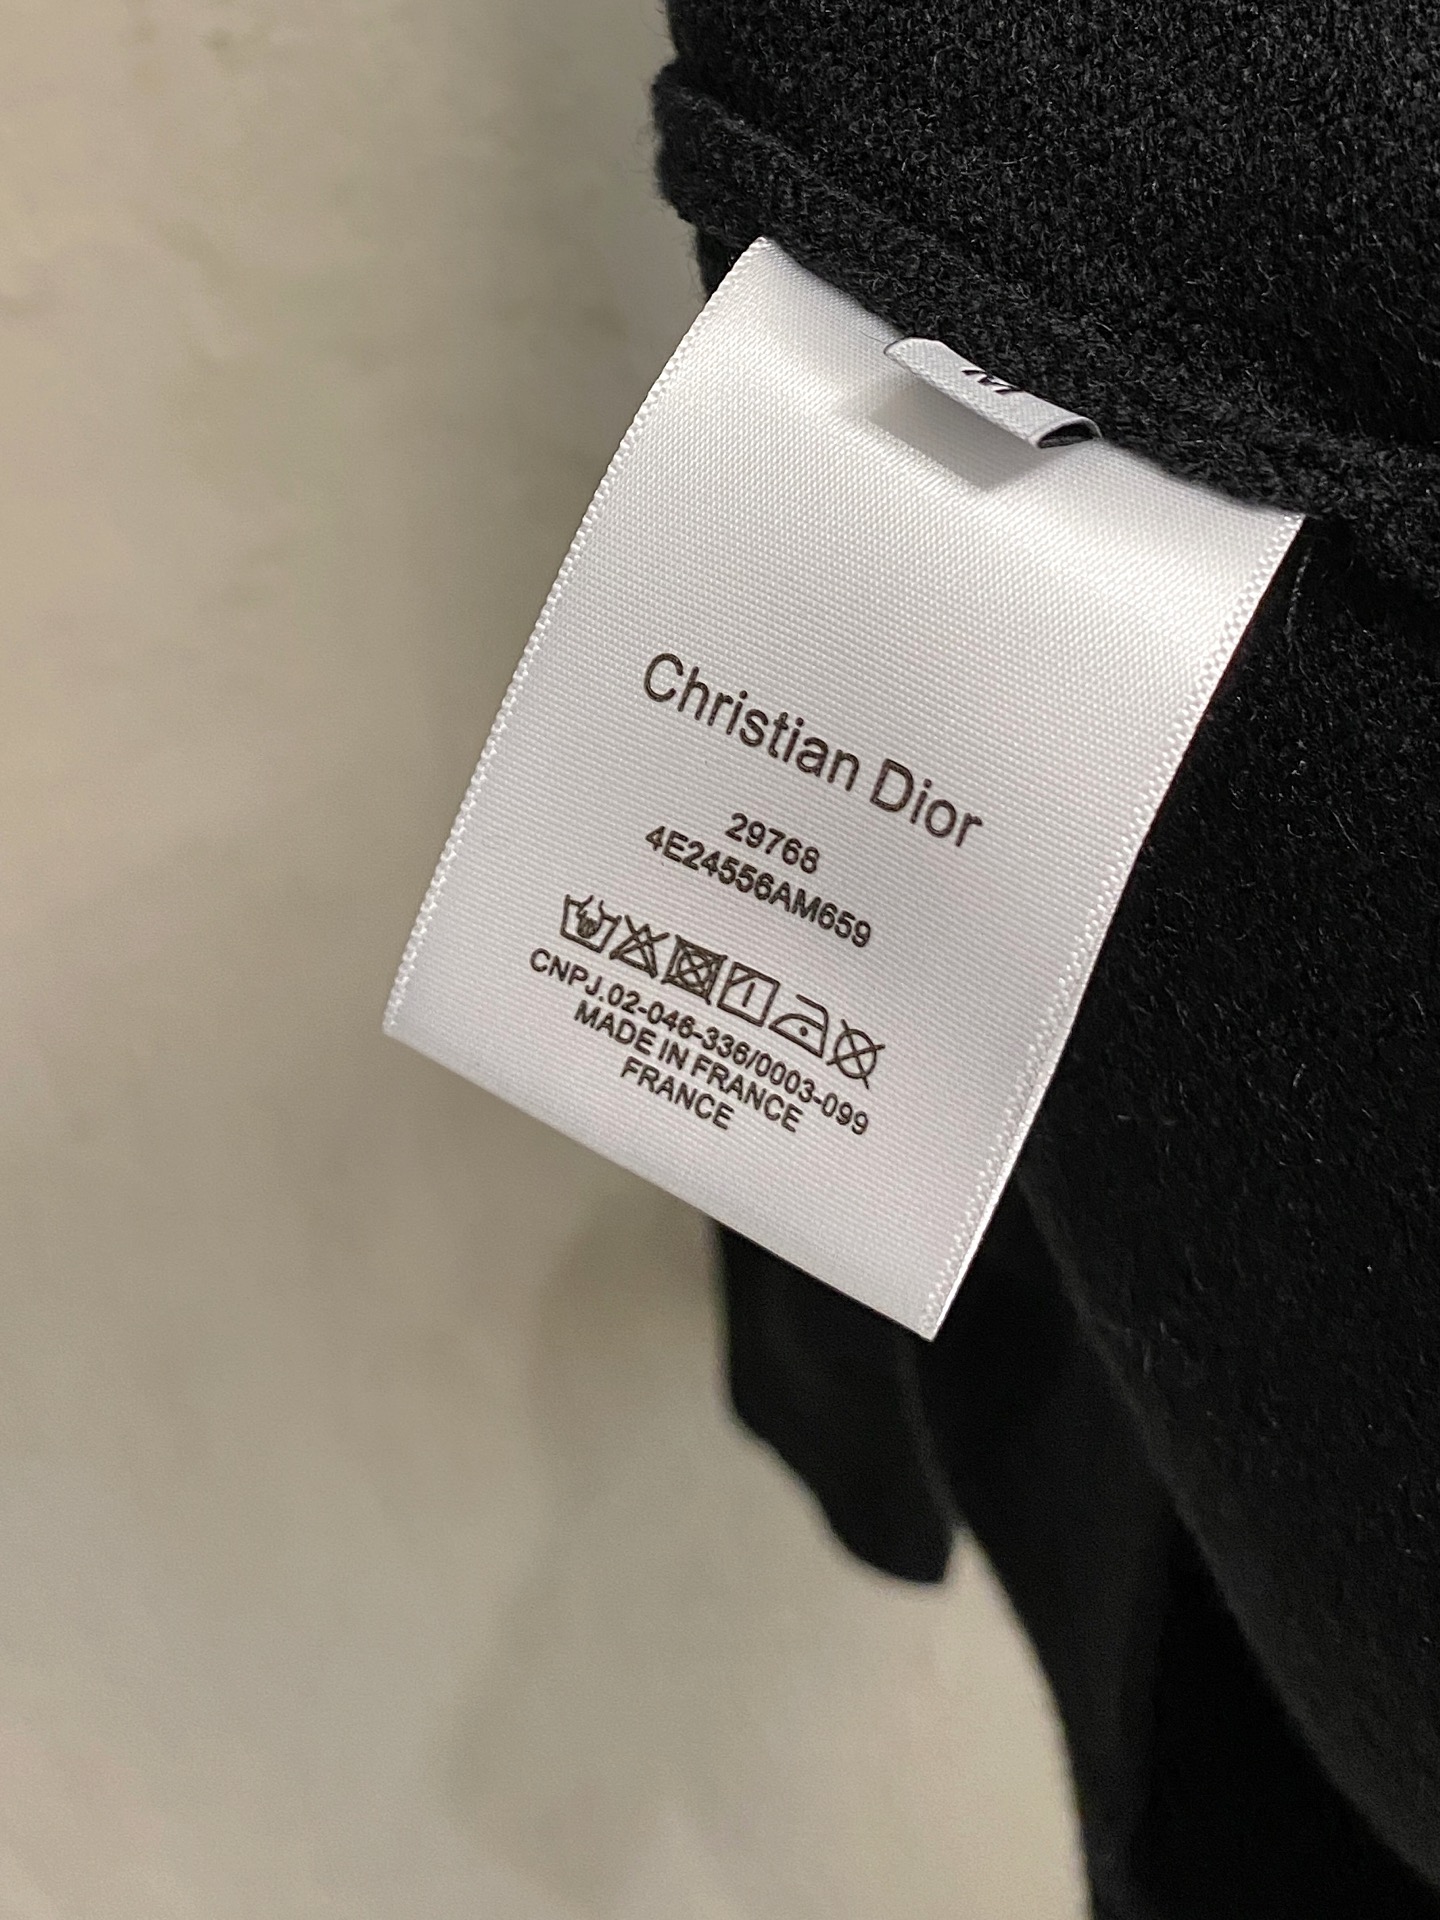 M
Christian Dior
29768
4E24556AM659
CNPJ.02-046-336/0003-099
MADE IN FRANCE
FRANCE